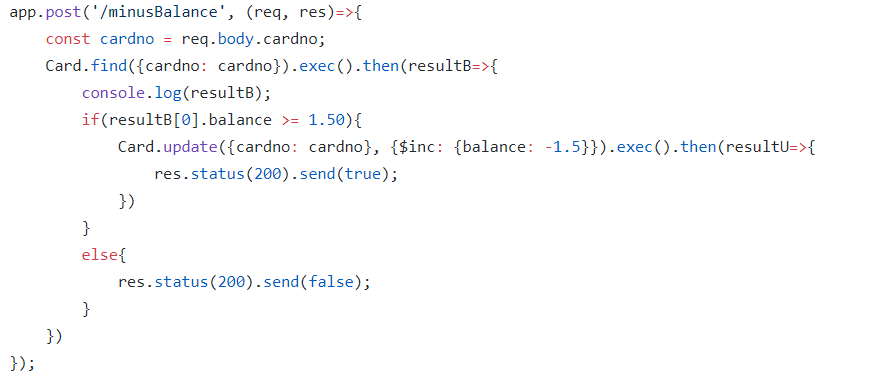 app.post('/minusBalance', (req, res)=>{
    const cardno = req.body.cardno;
    Card.find({cardno: cardno}).exec().then(resultB=>{
        console.log(resultB);
        if(resultB[0].balance >= 1.50){
            Card.update({cardno: cardno}, {$inc: {balance: -1.5}}).exec().then(resultU=>{
                res.status(200).send(true);
            })
        }
        else{
            res.status(200).send(false);
        }
    })
});